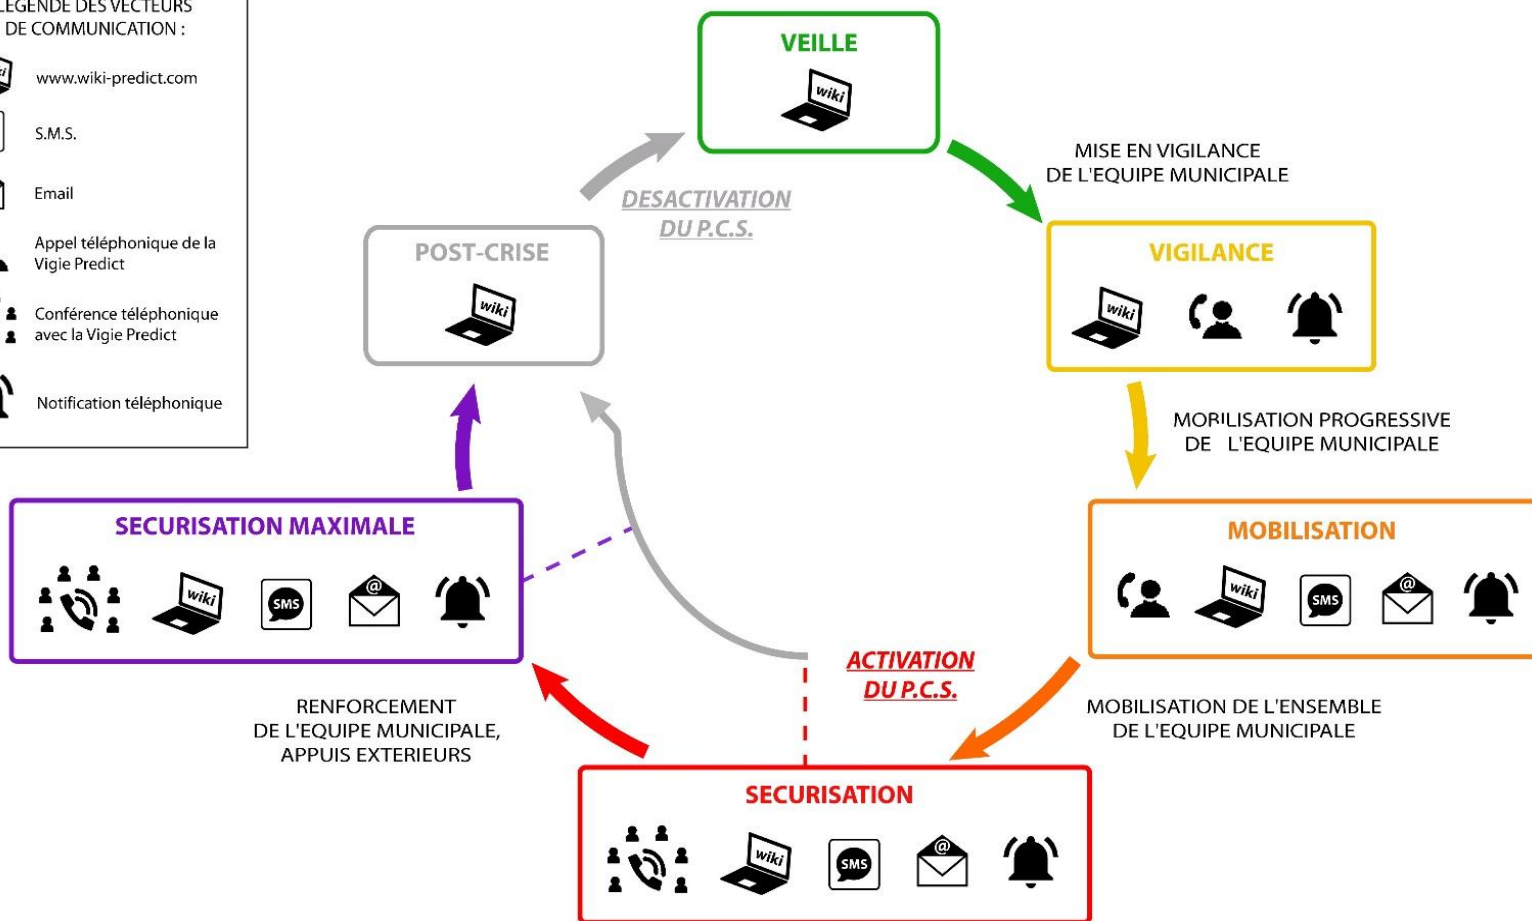 LEGENDE DES VECTEURS
DE COMMUNICATION :
www.wiki-predict.com
S.M.S.
Email
Appel téléphonique de la
Vigie Predict
Conférence téléphonique
avec la Vigie Predict
Notification téléphonique
VEILLE
wiki
MISE EN VIGILANCE
DE L'EQUIPE MUNICIPALE
VIGILANCE
wiki
MOBILISATION PROGRESSIVE
DE L'EQUIPE MUNICIPALE
MOBILISATION
wiki
SMS
@
MOBILISATION DE L'ENSEMBLE
DE L'EQUIPE MUNICIPALE
ACTIVATION
DU P.C.S.
SECURISATION
wiki
SMS
@
RENFORCEMENT
DE L'EQUIPE MUNICIPALE,
APPUIS EXTERIEURS
SECURISATION MAXIMALE
wiki
SMS
@
POST-CRISE
wiki
DESACTIVATION
DU P.C.S.